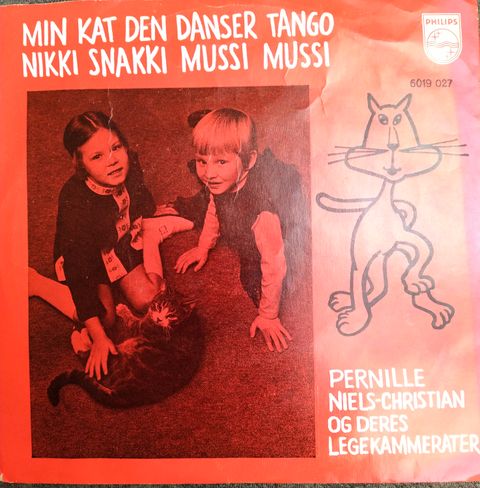 MIN KAT DEN DANSER TANGO
NIKKI SNAKKI MUSSI MUSSI
PHILIPS
6019 027
PERNILLE
NIELS-CHRISTIAN
OG DERES
LEGEKAMMERATER